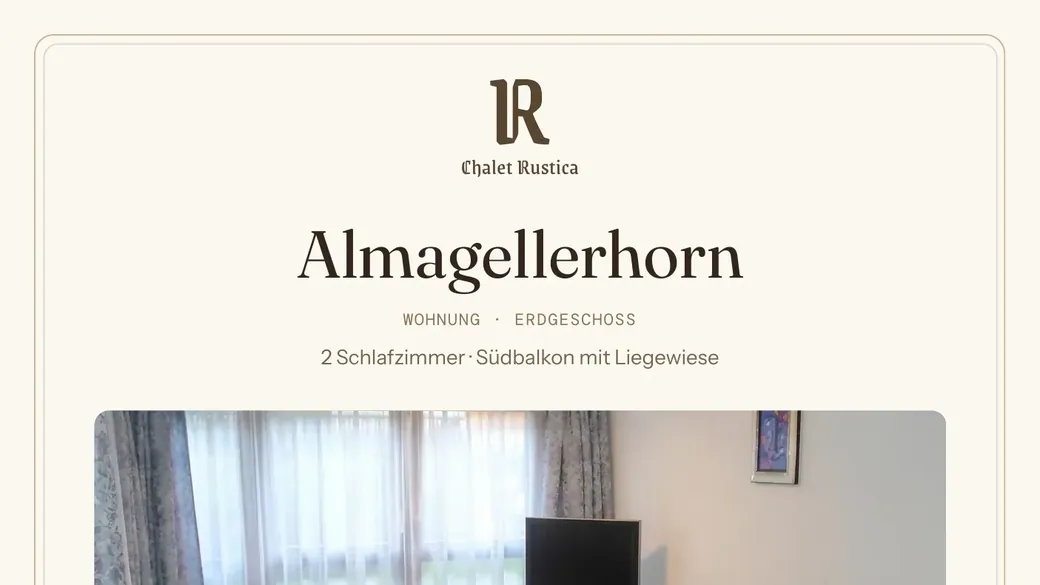 R
Chalet Rustica
Almagellerhorn
WOHNUNG · ERDGESCHOSS
2 Schlafzimmer · Südbalkon mit Liegewiese